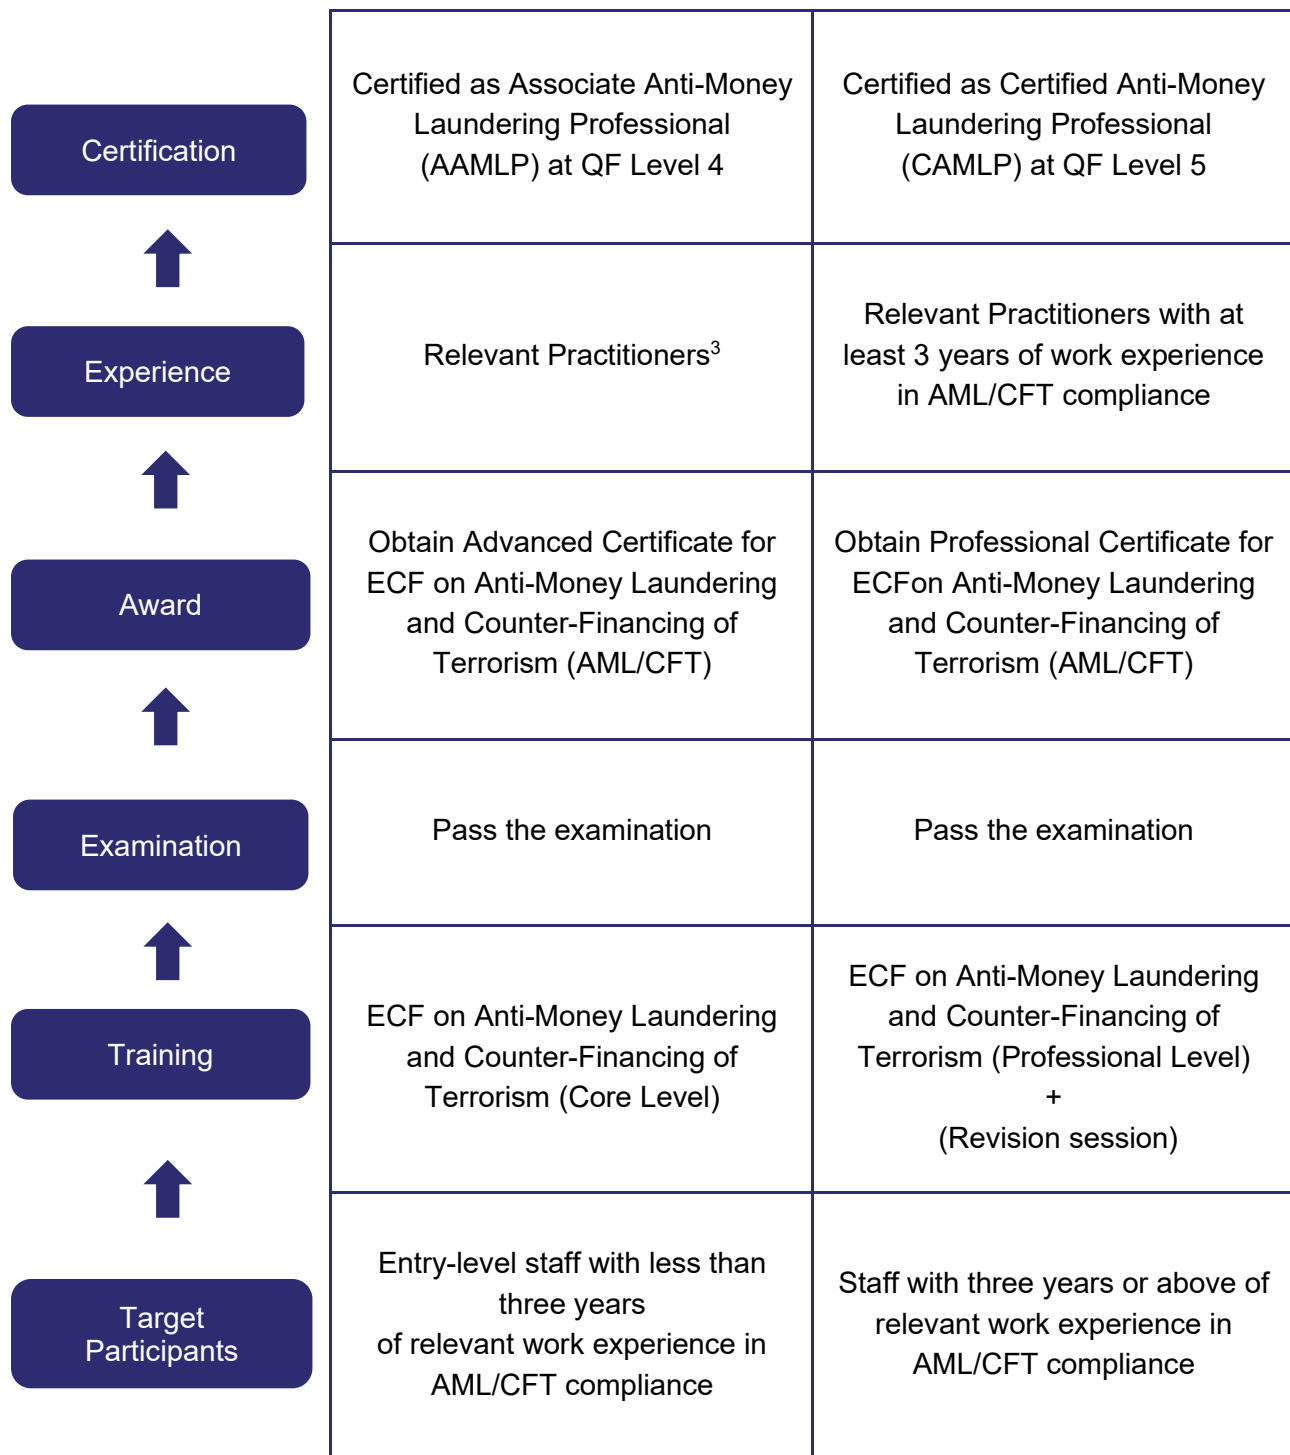 Certification
Certified as Associate Anti-Money
Laundering Professional
(AAMLP) at QF Level 4
Certified as Certified Anti-Money
Laundering Professional
(CAMLP) at QF Level 5
Experience
Relevant Practitioners³
Relevant Practitioners with at
least 3 years of work experience
in AML/CFT compliance
Award
Obtain Advanced Certificate for
ECF on Anti-Money Laundering
and Counter-Financing of
Terrorism (AML/CFT)
Obtain Professional Certificate for
ECFon Anti-Money Laundering
and Counter-Financing of
Terrorism (AML/CFT)
Examination
Pass the examination
Pass the examination
Training
ECF on Anti-Money Laundering
and Counter-Financing of
Terrorism (Core Level)
ECF on Anti-Money Laundering
and Counter-Financing of
Terrorism (Professional Level)
+
(Revision session)
Target
Participants
Entry-level staff with less than
three years
of relevant work experience in
AML/CFT compliance
Staff with three years or above of
relevant work experience in
AML/CFT compliance